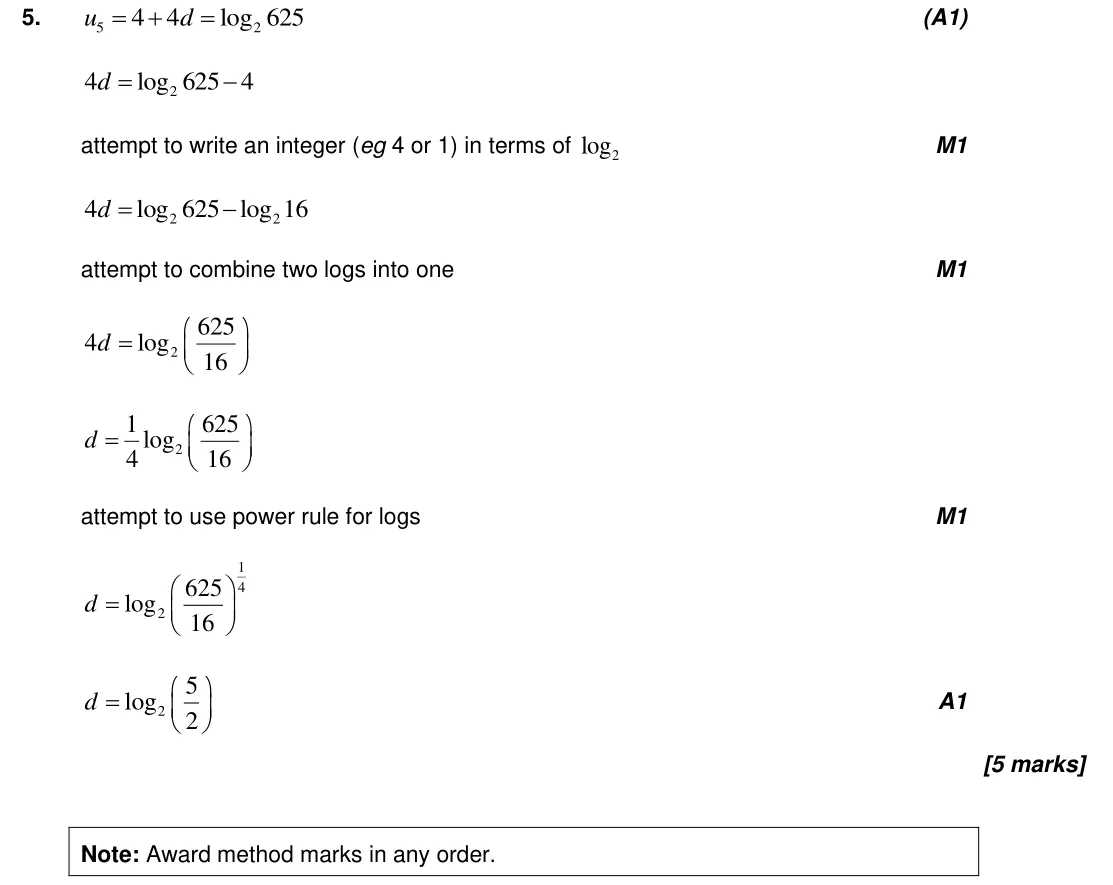 5. u₅ = 4 + 4d = log₂ 625 (A1)
4d = log₂ 625 − 4
attempt to write an integer (eg 4 or 1) in terms of log₂ M1
4d = log₂ 625 − log₂ 16
attempt to combine two logs into one M1
4d = log₂ (625/16)
d = 1/4 log₂ (625/16)
attempt to use power rule for logs M1
d = log₂ (625/16)^(1/4)
d = log₂ (5/2) A1
[5 marks]
Note: Award method marks in any order.